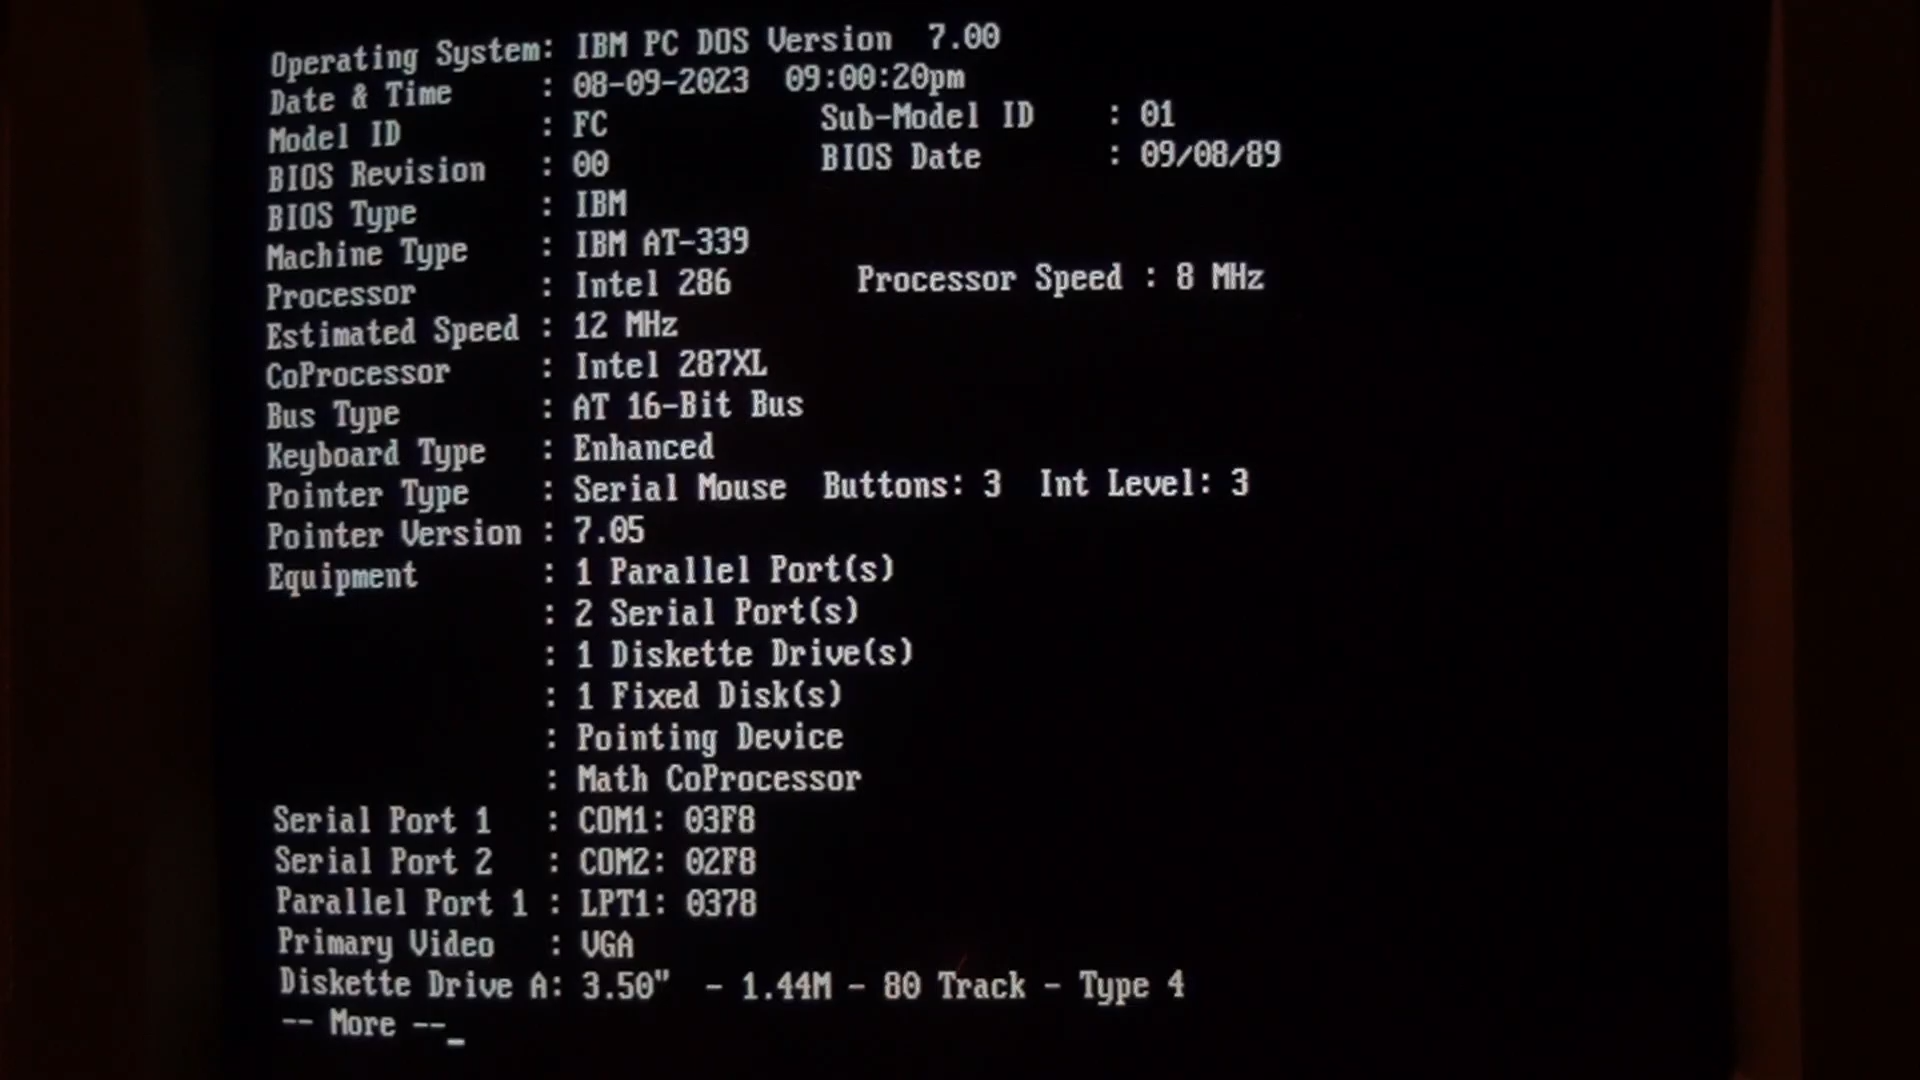 Operating System: IBM PC DOS Version  7.00
Date & Time     : 08-09-2023  09:00:20pm
Model ID        : FC            Sub-Model ID    : 01
BIOS Revision   : 00            BIOS Date       : 09/08/89
BIOS Type       : IBM
Machine Type    : IBM AT-339
Processor       : Intel 286       Processor Speed : 8 MHz
Estimated Speed : 12 MHz
CoProcessor     : Intel 287XL
Bus Type        : AT 16-Bit Bus
Keyboard Type   : Enhanced
Pointer Type    : Serial Mouse  Buttons: 3  Int Level: 3
Pointer Version : 7.05
Equipment       : 1 Parallel Port(s)
                : 2 Serial Port(s)
                : 1 Diskette Drive(s)
                : 1 Fixed Disk(s)
                : Pointing Device
                : Math CoProcessor
Serial Port 1   : COM1: 03F8
Serial Port 2   : COM2: 02F8
Parallel Port 1 : LPT1: 0378
Primary Video   : VGA
Diskette Drive A: 3.50"  - 1.44M - 80 Track - Type 4
-- More --_